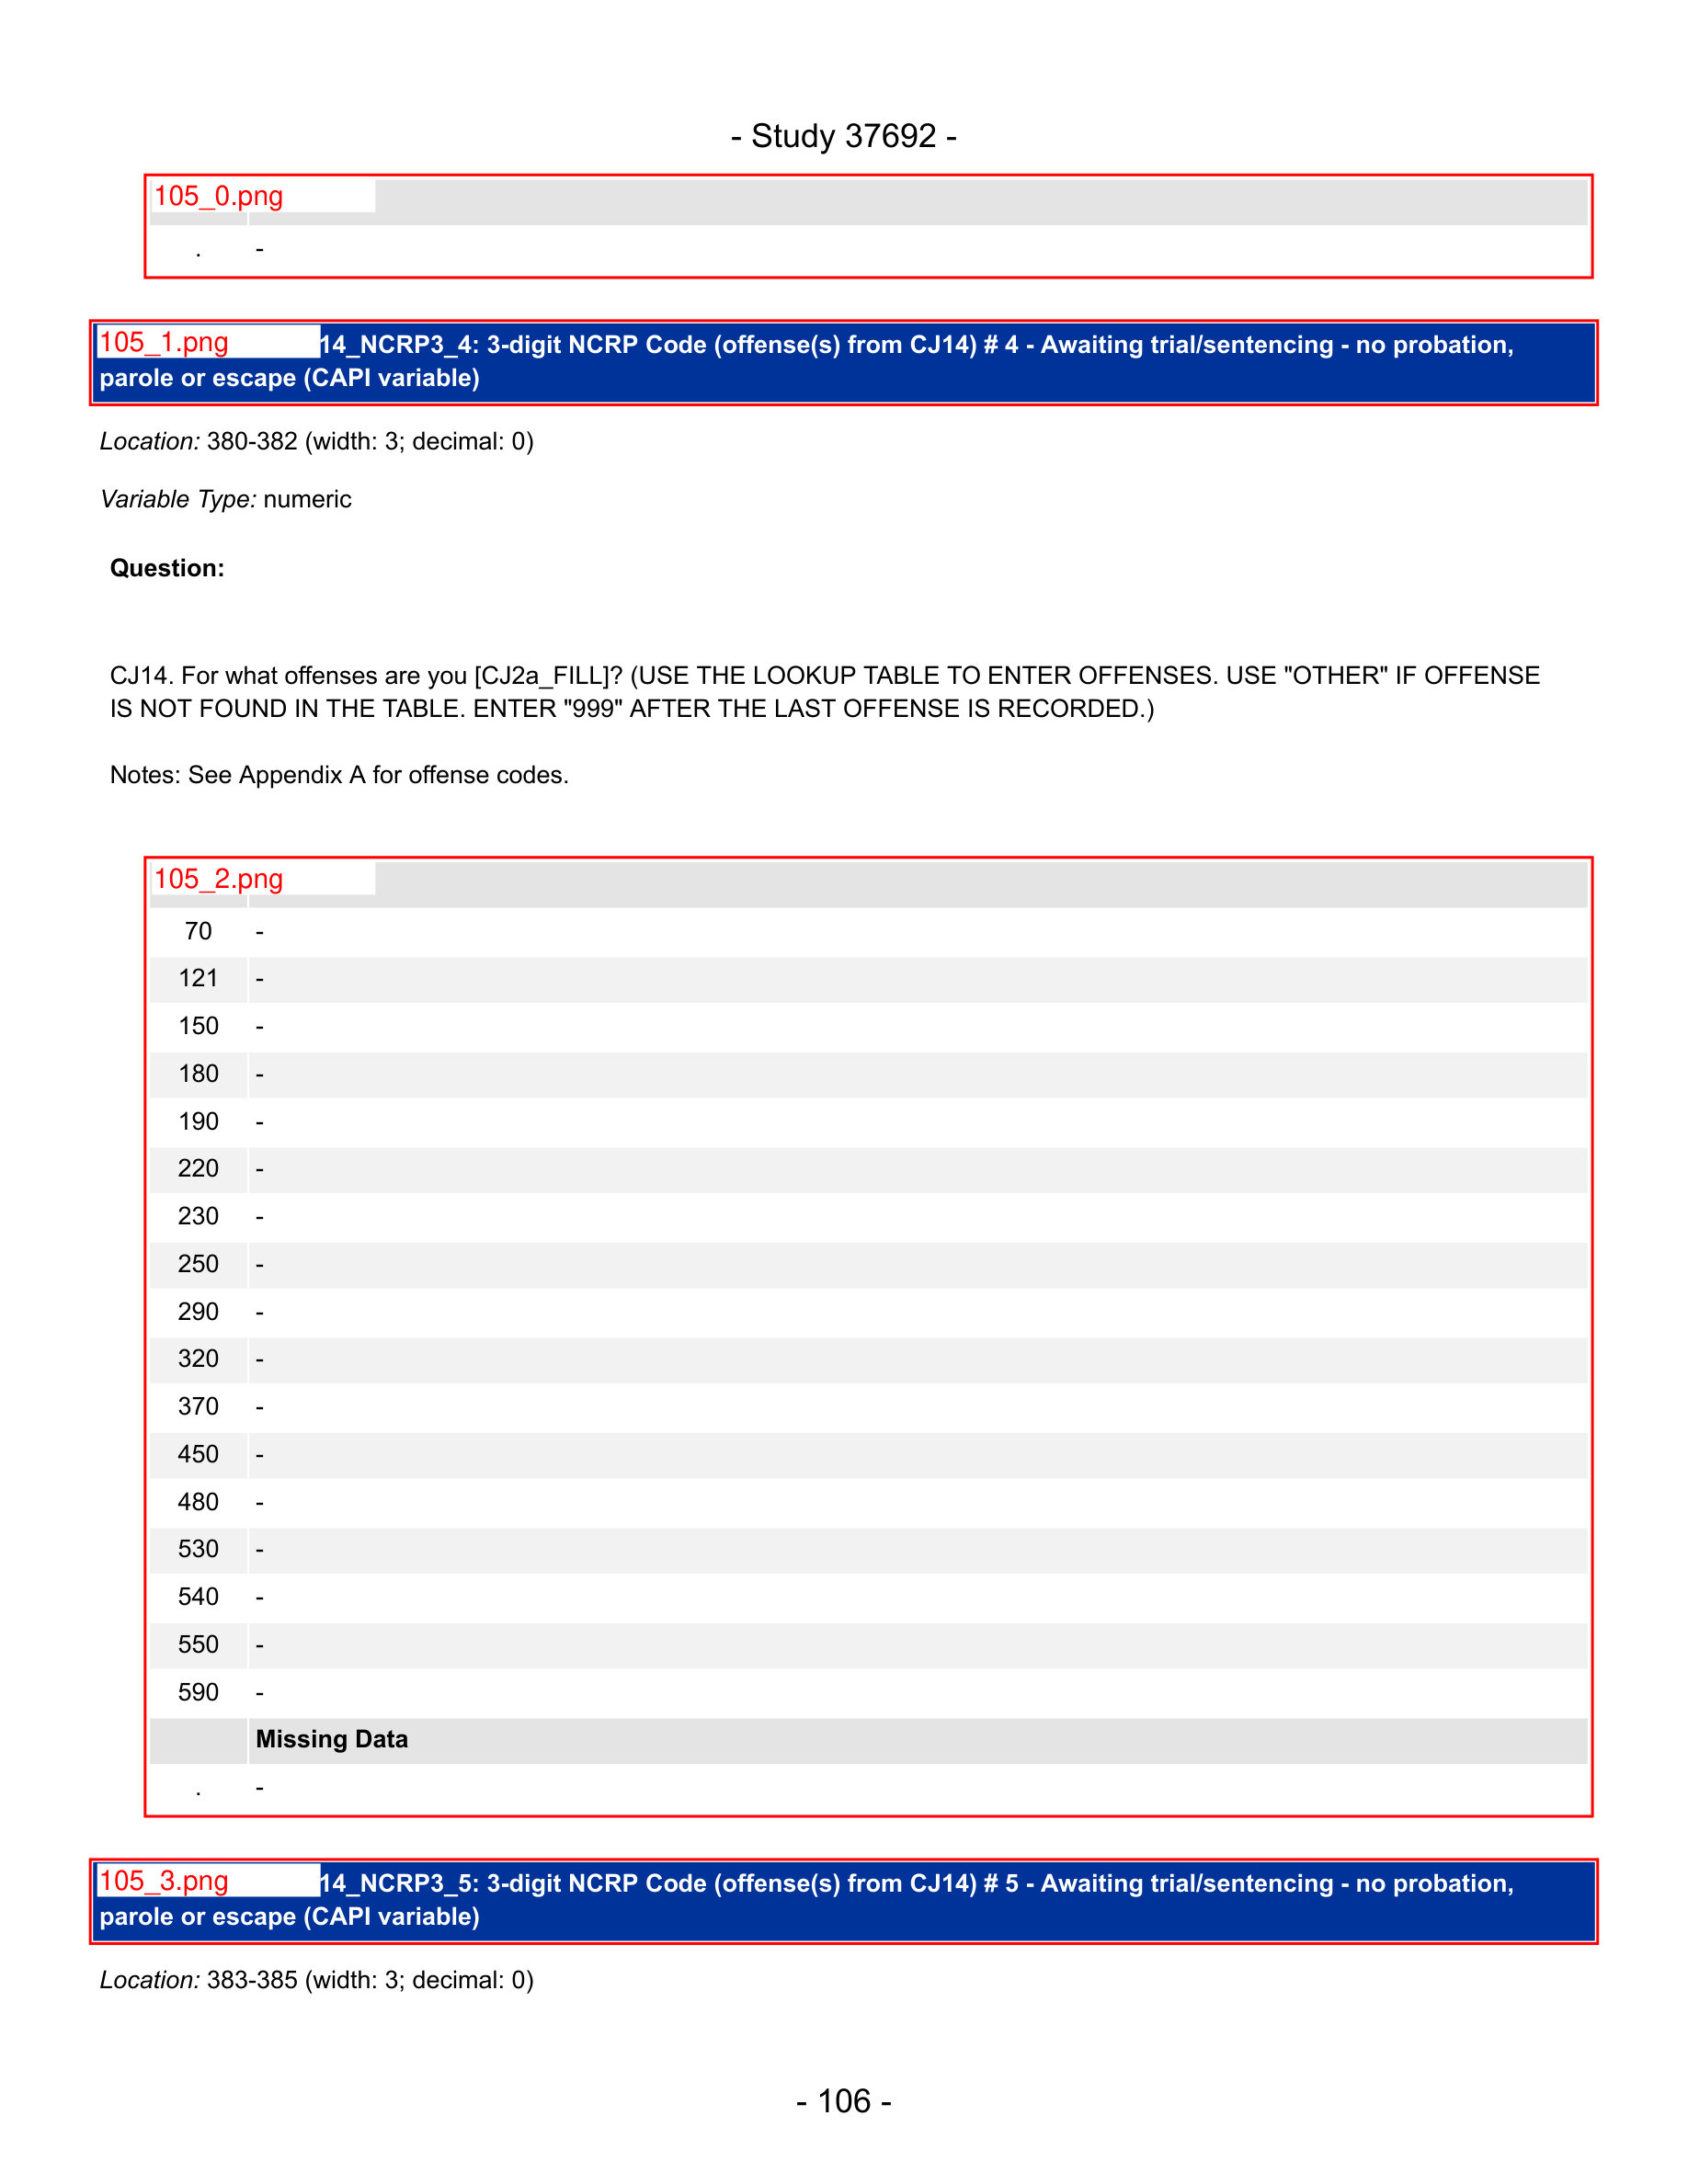 - Study 37692 -
105_0.png
. -
105_1.png 14_NCRP3_4: 3-digit NCRP Code (offense(s) from CJ14) # 4 - Awaiting trial/sentencing - no probation,
parole or escape (CAPI variable)
Location: 380-382 (width: 3; decimal: 0)
Variable Type: numeric
Question:
CJ14. For what offenses are you [CJ2a_FILL]? (USE THE LOOKUP TABLE TO ENTER OFFENSES. USE "OTHER" IF OFFENSE
IS NOT FOUND IN THE TABLE. ENTER "999" AFTER THE LAST OFFENSE IS RECORDED.)
Notes: See Appendix A for offense codes.
105_2.png
70 -
121 -
150 -
180 -
190 -
220 -
230 -
250 -
290 -
320 -
370 -
450 -
480 -
530 -
540 -
550 -
590 -
Missing Data
. -
105_3.png 14_NCRP3_5: 3-digit NCRP Code (offense(s) from CJ14) # 5 - Awaiting trial/sentencing - no probation,
parole or escape (CAPI variable)
Location: 383-385 (width: 3; decimal: 0)
- 106 -